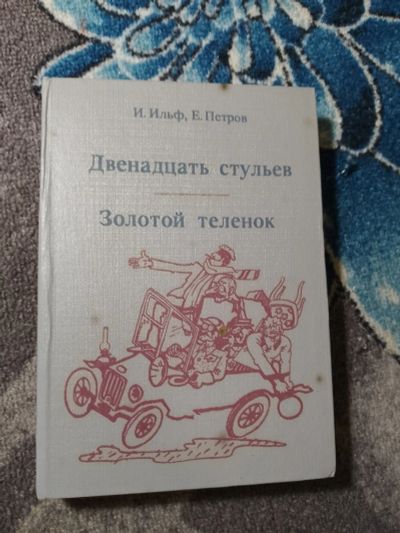 И. Ильф, Е. Петров
Двенадцать стульев
Золотой теленок